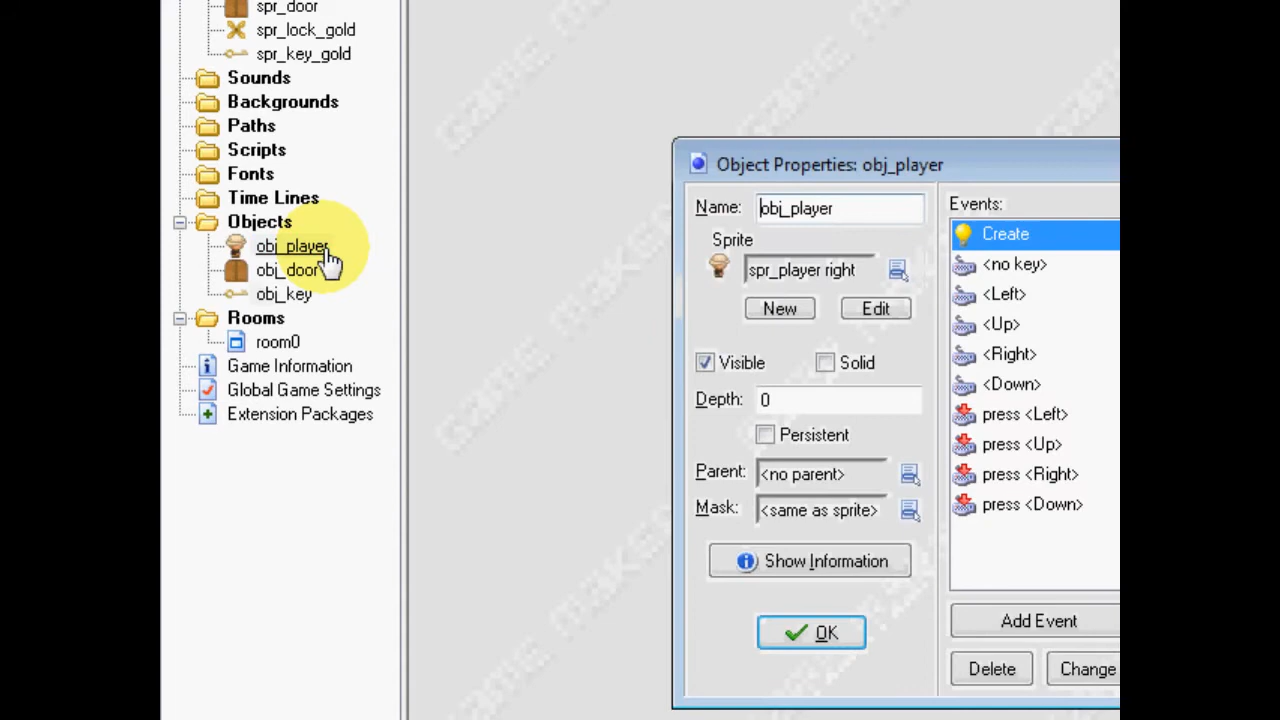 spr_door
spr_lock_gold
spr_key_gold
Sounds
Backgrounds
Paths
Scripts
Fonts
Time Lines
Objects
obj_player
obj_door
obj_key
Rooms
room0
Game Information
Global Game Settings
Extension Packages
Object Properties: obj_player
Name: obj_player
Sprite
spr_player right
New Edit
Visible Solid
Depth: 0
Persistent
Parent: <no parent>
Mask: <same as sprite>
Show Information
OK
Events:
Create
<no key>
<Left>
<Up>
<Right>
<Down>
press <Left>
press <Up>
press <Right>
press <Down>
Add Event
Delete Change